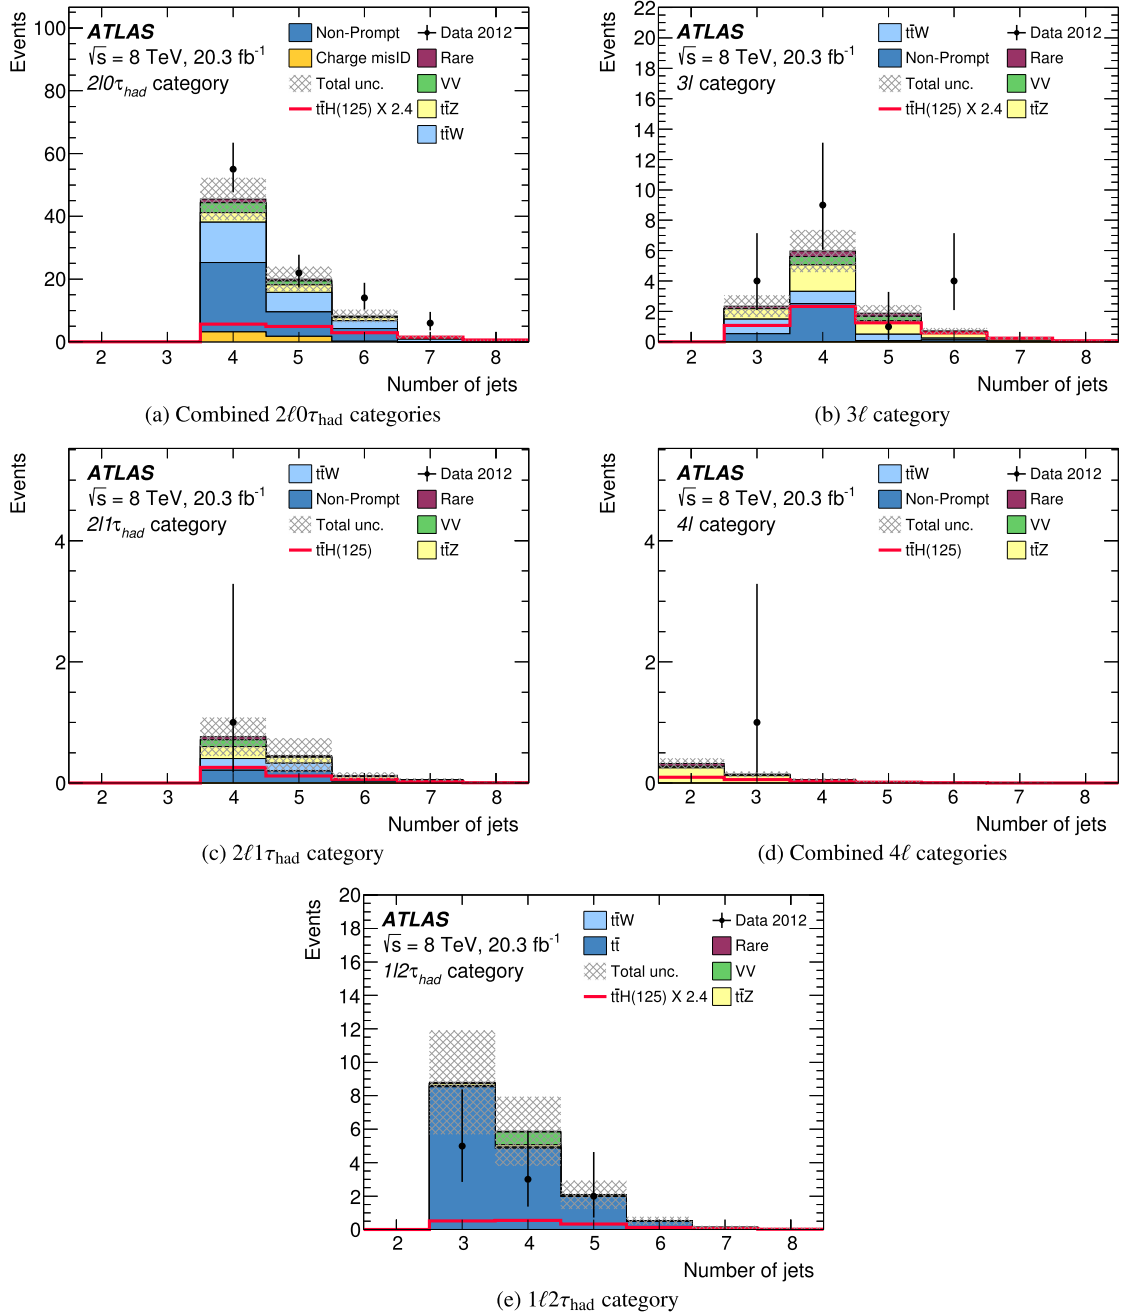 ATLAS
√s = 8 TeV, 20.3 fb⁻¹
2l0τhad category
Non-Prompt
Charge misID
Total unc.
tt̄H(125) X 2.4
Data 2012
Rare
VV
tt̄Z
tt̄W
Events
100
80
60
40
20
0
2 3 4 5 6 7 8
Number of jets
(a) Combined 2ℓ0τhad categories
ATLAS
√s = 8 TeV, 20.3 fb⁻¹
3l category
tt̄W
Non-Prompt
Total unc.
tt̄H(125) X 2.4
Data 2012
Rare
VV
tt̄Z
Events
22
20
18
16
14
12
10
8
6
4
2
0
2 3 4 5 6 7 8
Number of jets
(b) 3ℓ category
ATLAS
√s = 8 TeV, 20.3 fb⁻¹
2l1τhad category
tt̄W
Non-Prompt
Total unc.
tt̄H(125)
Data 2012
Rare
VV
tt̄Z
Events
4
2
0
2 3 4 5 6 7 8
Number of jets
(c) 2ℓ1τhad category
ATLAS
√s = 8 TeV, 20.3 fb⁻¹
4l category
tt̄W
Non-Prompt
Total unc.
tt̄H(125)
Data 2012
Rare
VV
tt̄Z
Events
4
2
0
2 3 4 5 6 7 8
Number of jets
(d) Combined 4ℓ categories
ATLAS
√s = 8 TeV, 20.3 fb⁻¹
1l2τhad category
tt̄W
tt̄
Total unc.
tt̄H(125) X 2.4
Data 2012
Rare
VV
tt̄Z
Events
20
18
16
14
12
10
8
6
4
2
0
2 3 4 5 6 7 8
Number of jets
(e) 1ℓ2τhad category